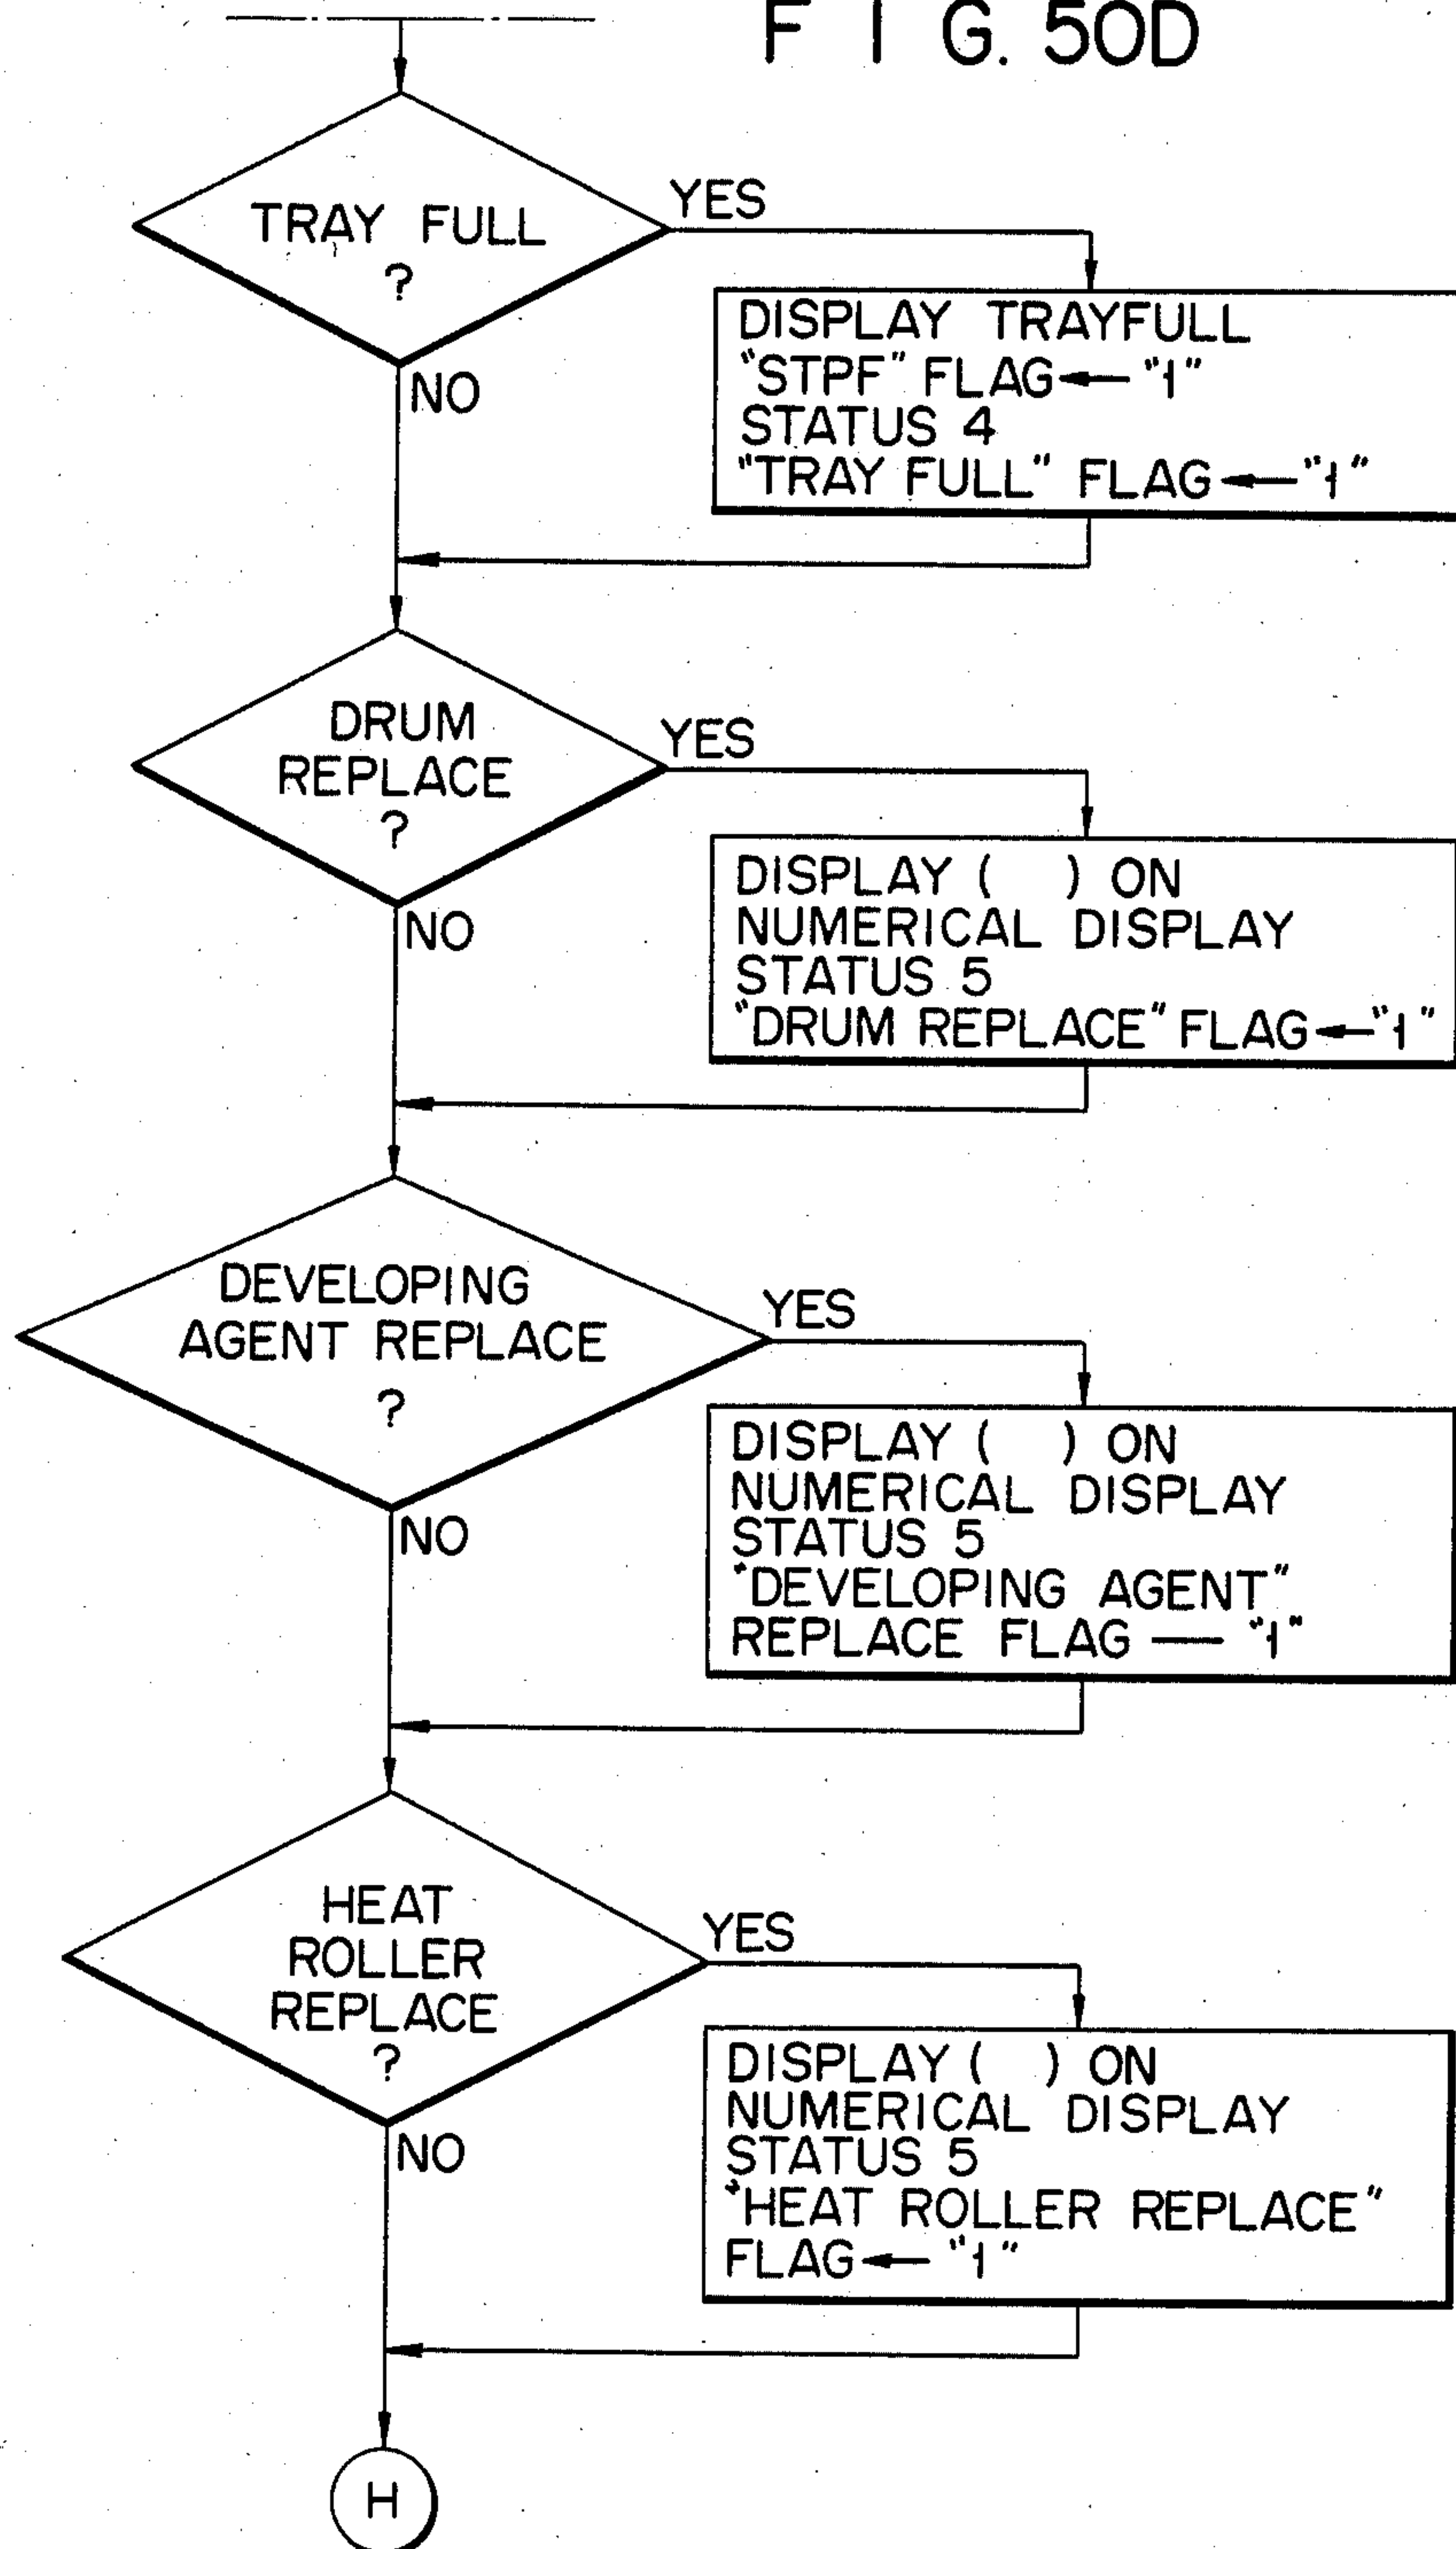 F I G. 50D
TRAY FULL
?
YES
NO
DISPLAY TRAYFULL
"STPF" FLAG ← "1"
STATUS 4
"TRAY FULL" FLAG ← "1"
DRUM
REPLACE
?
YES
NO
DISPLAY ( ) ON
NUMERICAL DISPLAY
STATUS 5
"DRUM REPLACE" FLAG ← "1"
DEVELOPING
AGENT REPLACE
?
YES
NO
DISPLAY ( ) ON
NUMERICAL DISPLAY
STATUS 5
"DEVELOPING AGENT"
REPLACE FLAG — "1"
HEAT
ROLLER
REPLACE
?
YES
NO
DISPLAY ( ) ON
NUMERICAL DISPLAY
STATUS 5
"HEAT ROLLER REPLACE"
FLAG ← "1"
H